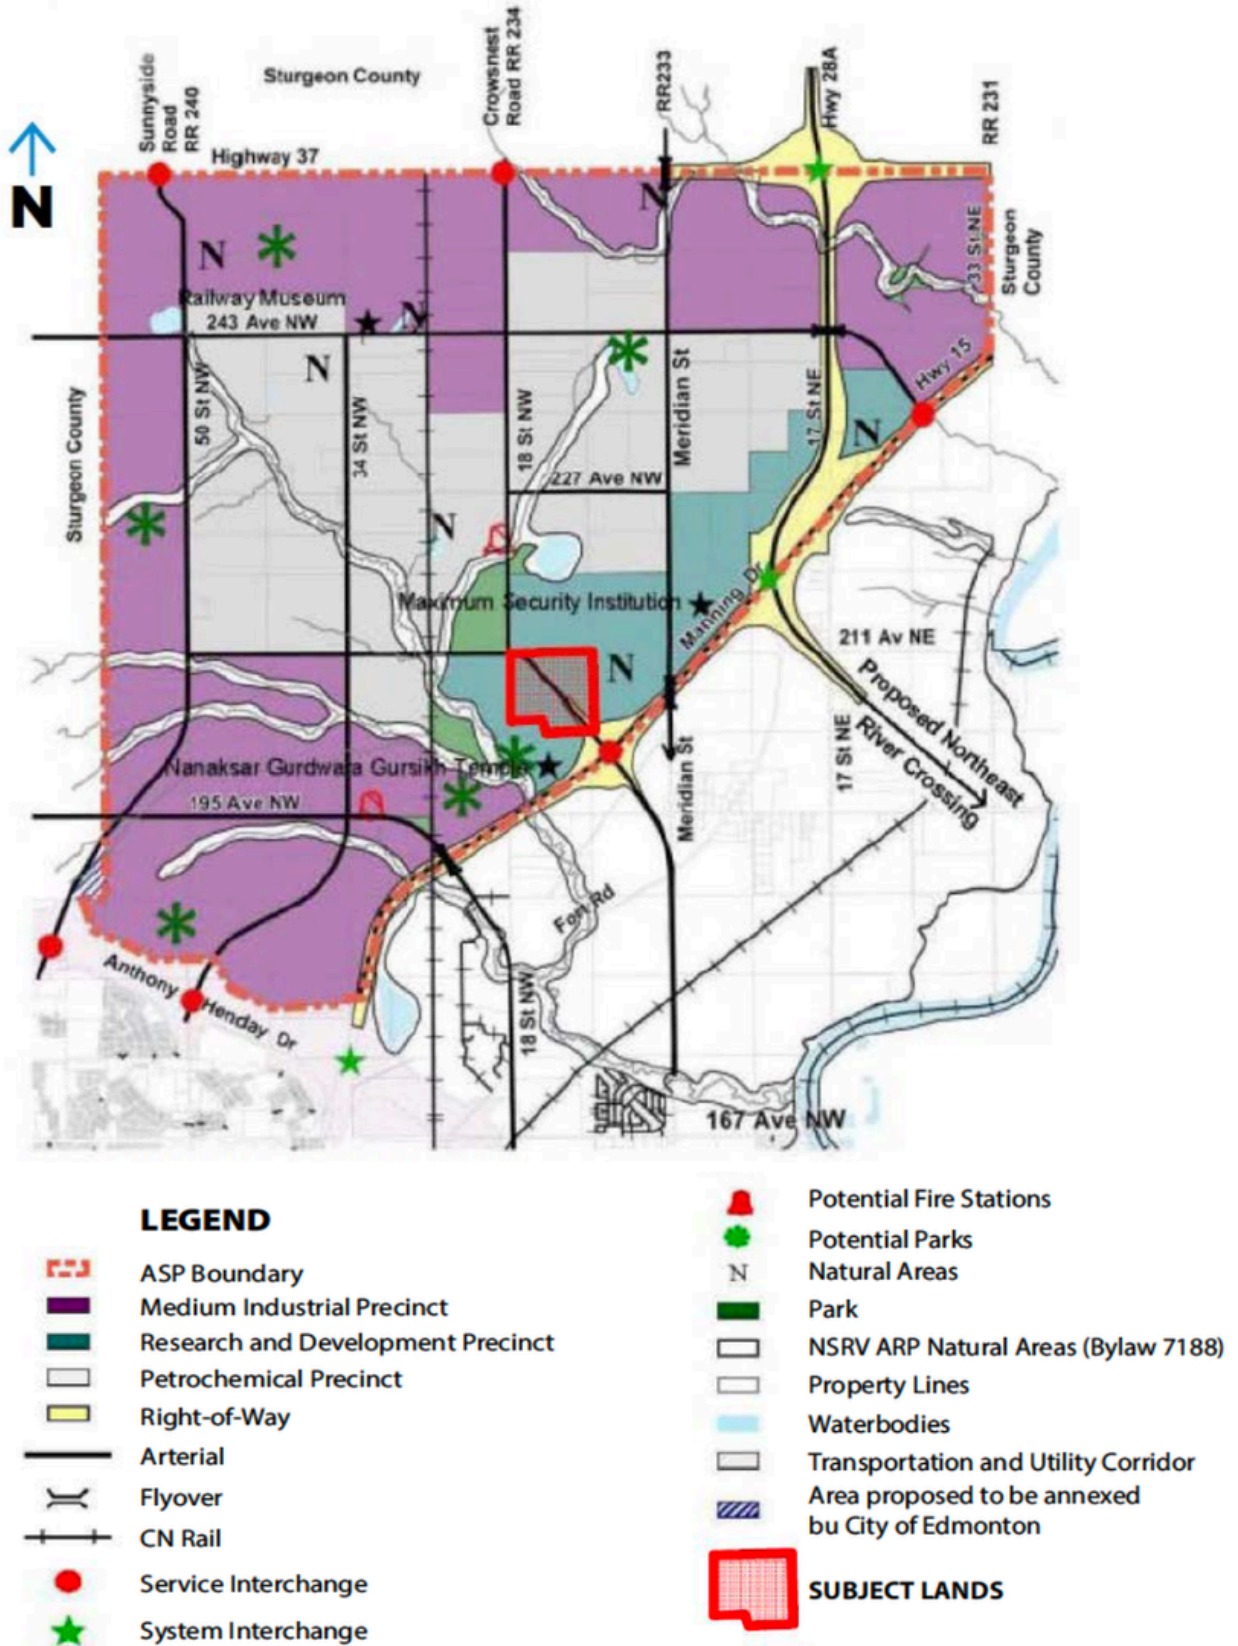 Sturgeon County
Sunnyside
Road
RR 240
Crowsnest
Road RR 234
RR233
Hwy 28A
RR 231
N
Highway 37
N
N
33 St NE
Sturgeon
County
Railway Museum
243 Ave NW
N
N
Hwy 15
Sturgeon County
50 St NW
34 St NW
18 St NW
Meridian St
17 St NE
N
227 Ave NW
N
Maximum Security Institution
Manning Dr
211 Av NE
N
Proposed Northeast
River Crossing
Nanaksar Gurdwara Gursikh Temple
Meridian St
17 St NE
195 Ave NW
Fort Rd
Anthony Henday Dr
18 St NW
167 Ave NW
LEGEND
ASP Boundary
Medium Industrial Precinct
Research and Development Precinct
Petrochemical Precinct
Right-of-Way
Arterial
Flyover
CN Rail
Service Interchange
System Interchange
Potential Fire Stations
Potential Parks
N Natural Areas
Park
NSRV ARP Natural Areas (Bylaw 7188)
Property Lines
Waterbodies
Transportation and Utility Corridor
Area proposed to be annexed
bu City of Edmonton
SUBJECT LANDS